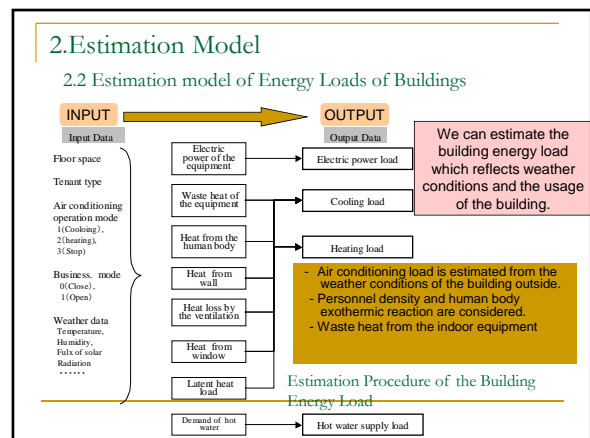 2.Estimation Model
2.2 Estimation model of Energy Loads of Buildings
INPUT
OUTPUT
Input Data
Output Data
Floor space
Tenant type
Air conditioning
operation mode
1(Cooloing),
2(heating),
3(Stop)
Business. mode
0(Close),
1(Open)
Weather data
Temperature,
Humidity,
Fulx of solar
Radiation
······
Electric
power of the
equipment
Waste heat of
the equipment
Heat from the
human body
Heat from
wall
Heat loss by
the ventilation
Heat from
window
Latent heat
load
Demand of hot
water
Electric power load
Cooling load
Heating load
Hot water supply load
We can estimate the
building energy load
which reflects weather
conditions and the usage
of the building.
- Air conditioning load is estimated from the
weather conditions of the building outside.
- Personnel density and human body
exothermic reaction are considered.
- Waste heat from the indoor equipment
Estimation Procedure of the Building
Energy Load